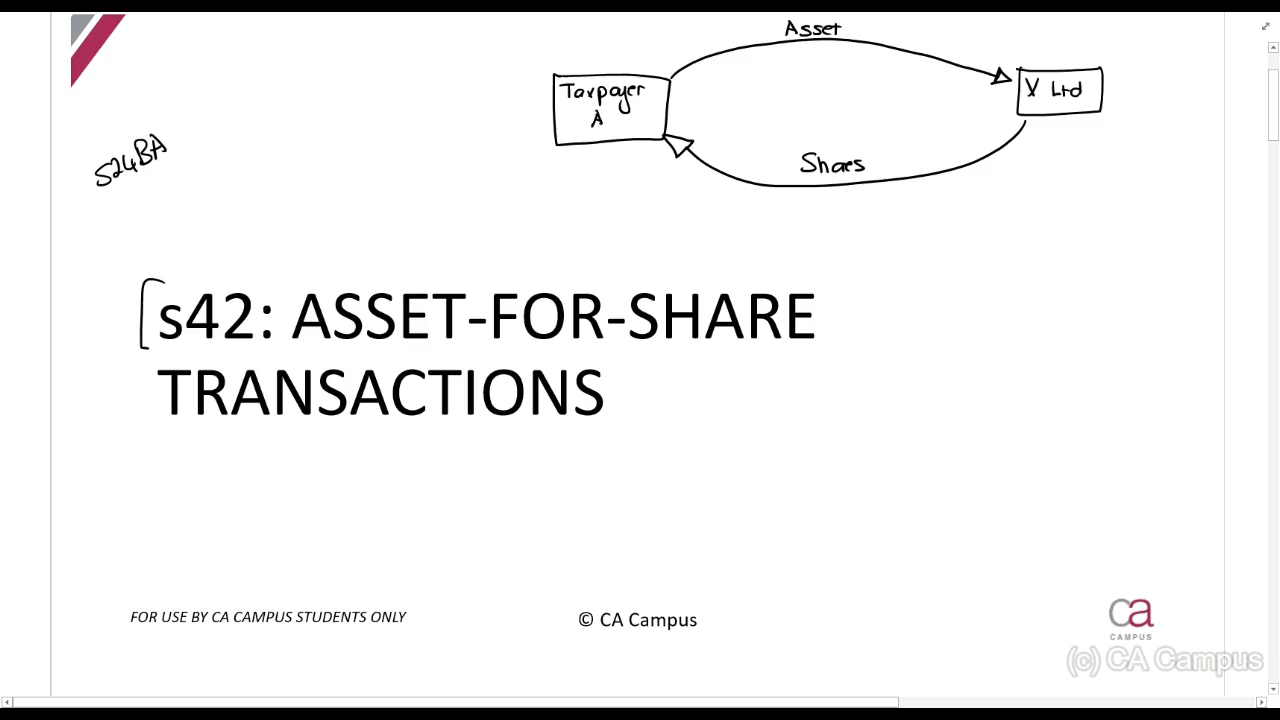 Asset
Taxpayer
A
X Ltd
Shaes
S24BA
s42: ASSET-FOR-SHARE
TRANSACTIONS
FOR USE BY CA CAMPUS STUDENTS ONLY
© CA Campus
ca
CAMPUS
(c) CA Campus